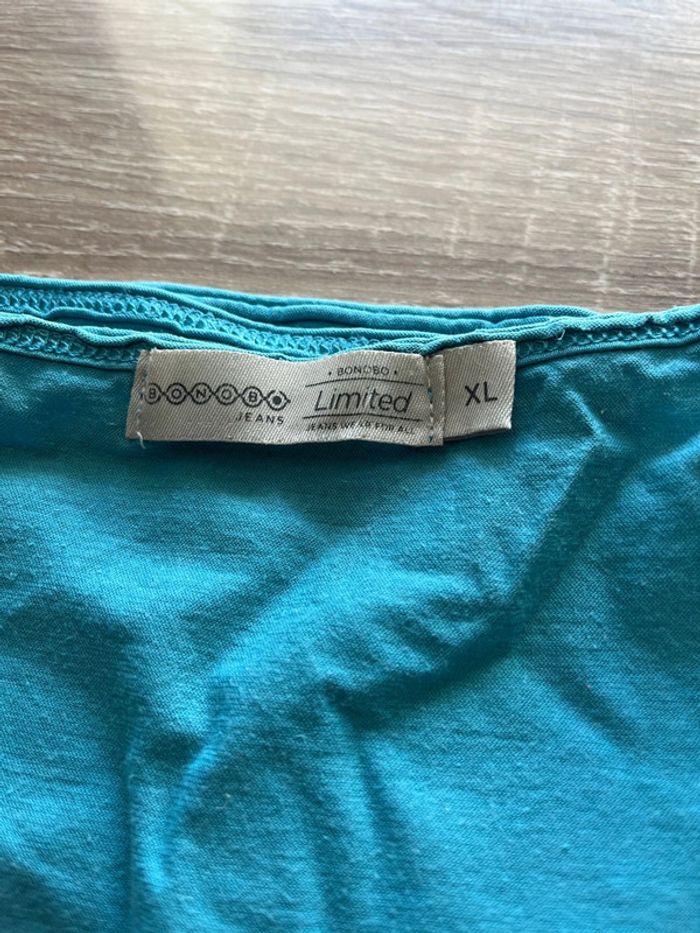 BONOBO
JEANS
• BONOBO •
Limited
JEANS WEAR FOR ALL
XL